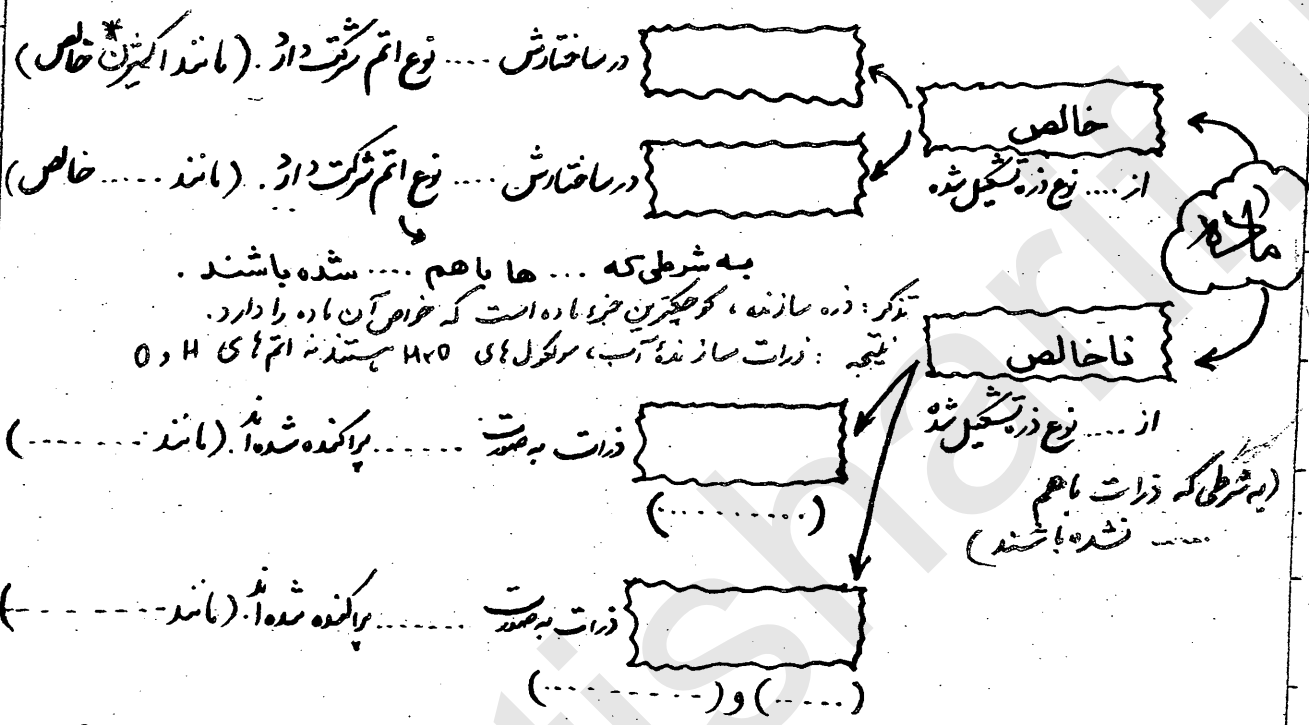 ماده
خالص
از .... نوع ذره تشکیل شده
در ساختارش .... نوع اتم شرکت دارد . (مانند اکسیژن* خالص)
در ساختارش .... نوع اتم شرکت دارد . (مانند ..... خالص)
به شرطی که ... ها با هم .... شده باشند .
تذکر : ذره سازنده ، کوچکترین جزء ماده است که خواص آن ماده را دارد .
نتیجه : ذرات سازندهٔ آب، مولکول های H₂O هستند نه اتم های H و O
ناخالص
از .... نوع ذره تشکیل شده
(به شرطی که ذرات با هم
..... نشده باشند)
ذرات به صورت ....... پراکنده شده‌اند . (مانند .........)
(..........)
ذرات به صورت ....... پراکنده شده‌اند . (مانند .........)
(.....) و (..........)